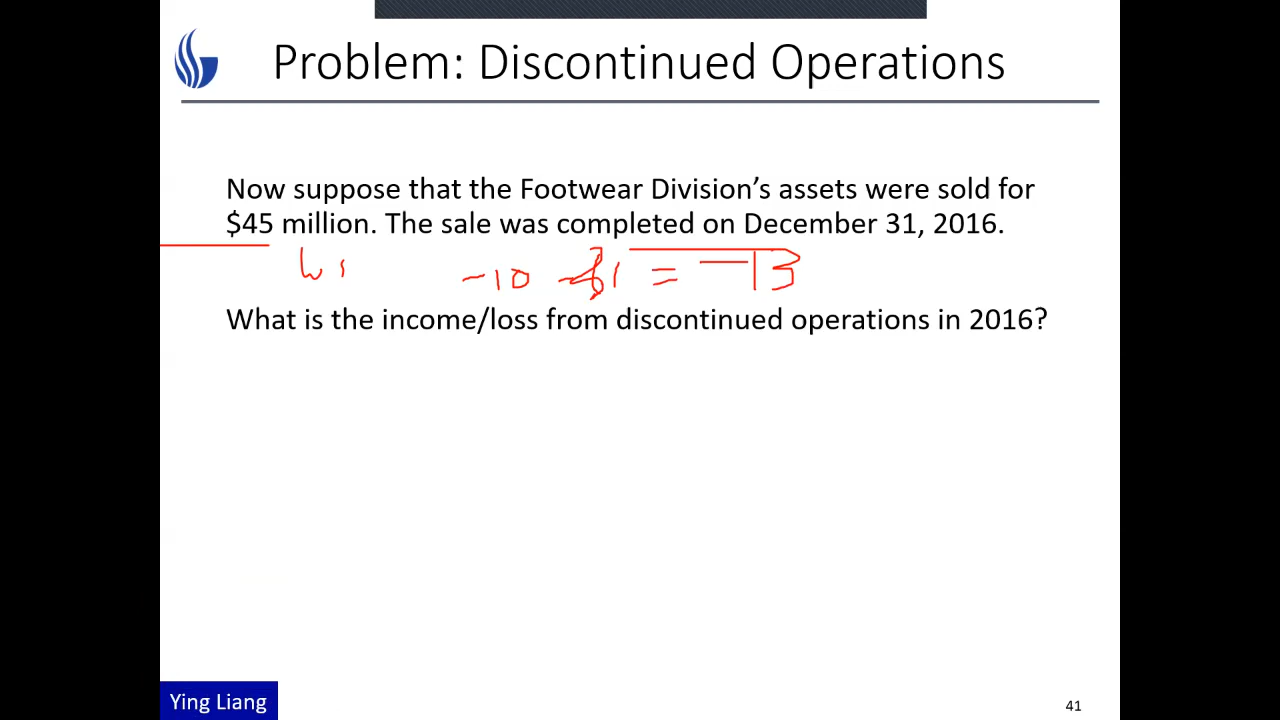 Problem: Discontinued Operations
Now suppose that the Footwear Division’s assets were sold for
$45 million. The sale was completed on December 31, 2016.
-10 = -13
What is the income/loss from discontinued operations in 2016?
Ying Liang
41